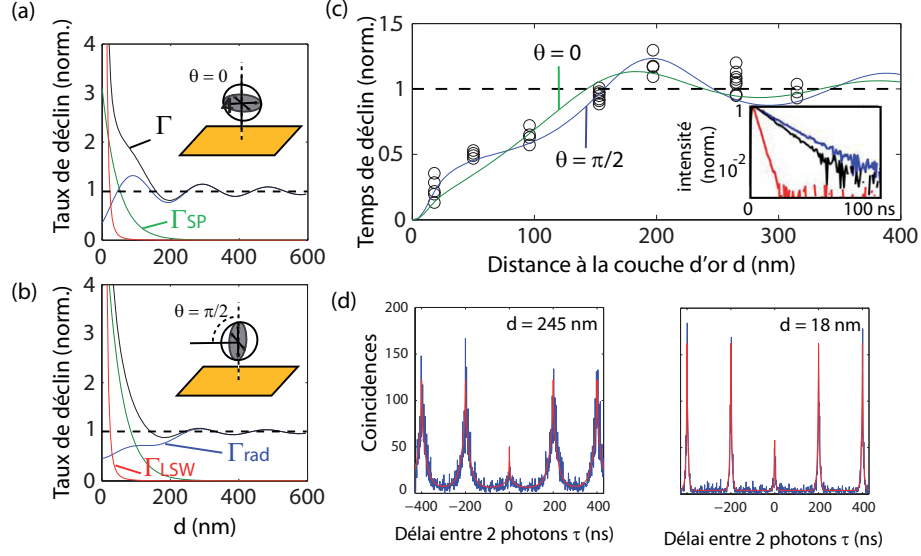 (a)
Taux de déclin (norm.)
4
3
2
1
0
θ = 0
Γ
ΓSP
0 200 400 600
(b)
Taux de déclin (norm.)
4
3
2
1
0
θ = π/2
Γrad
ΓLSW
0 200 400 600
d (nm)
(c)
Temps de déclin (norm.)
1.5
1
0.5
0
θ = 0
θ = π/2
intensité
(norm.)
1
10⁻²
0 100 ns
0 100 200 300 400
Distance à la couche d'or d (nm)
(d)
Coincidences
200
150
100
50
0
d = 245 nm
−400 −200 0 200 400
Délai entre 2 photons τ (ns)
d = 18 nm
−400 −200 0 200 400
Délai entre 2 photons τ (ns)